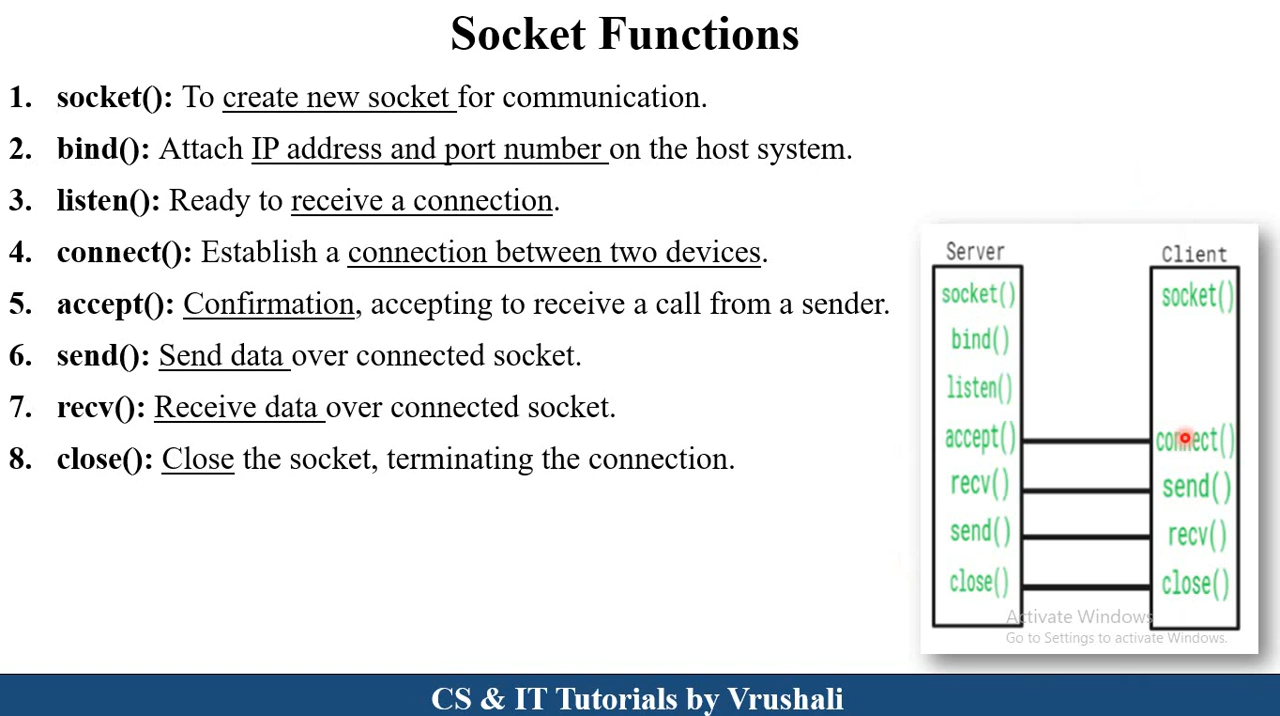 Socket Functions
1. socket(): To create new socket for communication.
2. bind(): Attach IP address and port number on the host system.
3. listen(): Ready to receive a connection.
4. connect(): Establish a connection between two devices.
5. accept(): Confirmation, accepting to receive a call from a sender.
6. send(): Send data over connected socket.
7. recv(): Receive data over connected socket.
8. close(): Close the socket, terminating the connection.
Server
socket()
bind()
listen()
accept()
recv()
send()
close()
Client
socket()
connect()
send()
recv()
close()
Activate Windows
Go to Settings to activate Windows.
CS & IT Tutorials by Vrushali